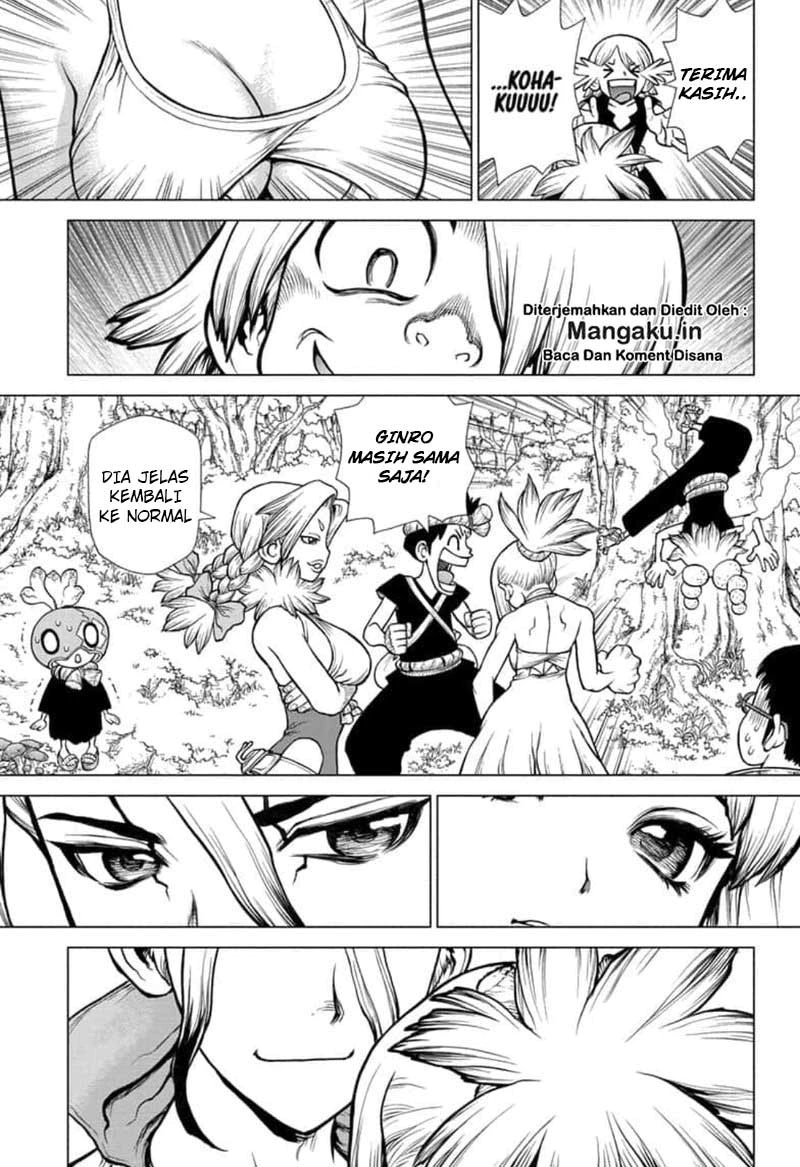 TERIMA
KASIH..
...KOHA-
KUUUU!
Diterjemahkan dan Diedit Oleh :
Mangaku.in
Baca Dan Koment Disana
GINRO
MASIH SAMA
SAJA!
DIA JELAS
KEMBALI
KE NORMAL